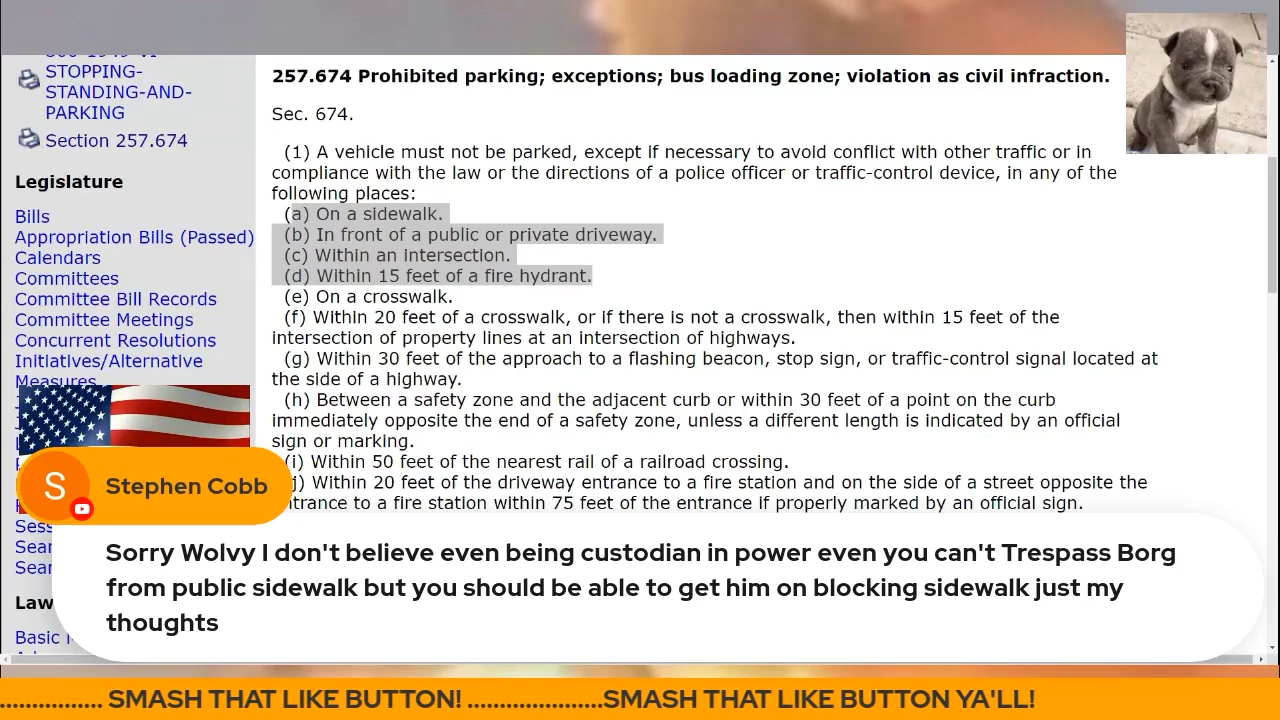 STOPPING-
STANDING-AND-
PARKING
Section 257.674
Legislature
Bills
Appropriation Bills (Passed)
Calendars
Committees
Committee Bill Records
Committee Meetings
Concurrent Resolutions
Initiatives/Alternative
Measures
257.674 Prohibited parking; exceptions; bus loading zone; violation as civil infraction.
Sec. 674.
(1) A vehicle must not be parked, except if necessary to avoid conflict with other traffic or in
compliance with the law or the directions of a police officer or traffic-control device, in any of the
following places:
(a) On a sidewalk.
(b) In front of a public or private driveway.
(c) Within an intersection.
(d) Within 15 feet of a fire hydrant.
(e) On a crosswalk.
(f) Within 20 feet of a crosswalk, or if there is not a crosswalk, then within 15 feet of the
intersection of property lines at an intersection of highways.
(g) Within 30 feet of the approach to a flashing beacon, stop sign, or traffic-control signal located at
the side of a highway.
(h) Between a safety zone and the adjacent curb or within 30 feet of a point on the curb
immediately opposite the end of a safety zone, unless a different length is indicated by an official
sign or marking.
(i) Within 50 feet of the nearest rail of a railroad crossing.
j) Within 20 feet of the driveway entrance to a fire station and on the side of a street opposite the
entrance to a fire station within 75 feet of the entrance if properly marked by an official sign.
S
Stephen Cobb
Sorry Wolvy I don't believe even being custodian in power even you can't Trespass Borg
from public sidewalk but you should be able to get him on blocking sidewalk just my
thoughts
Law
Basic
................ SMASH THAT LIKE BUTTON! .....................SMASH THAT LIKE BUTTON YA'LL!